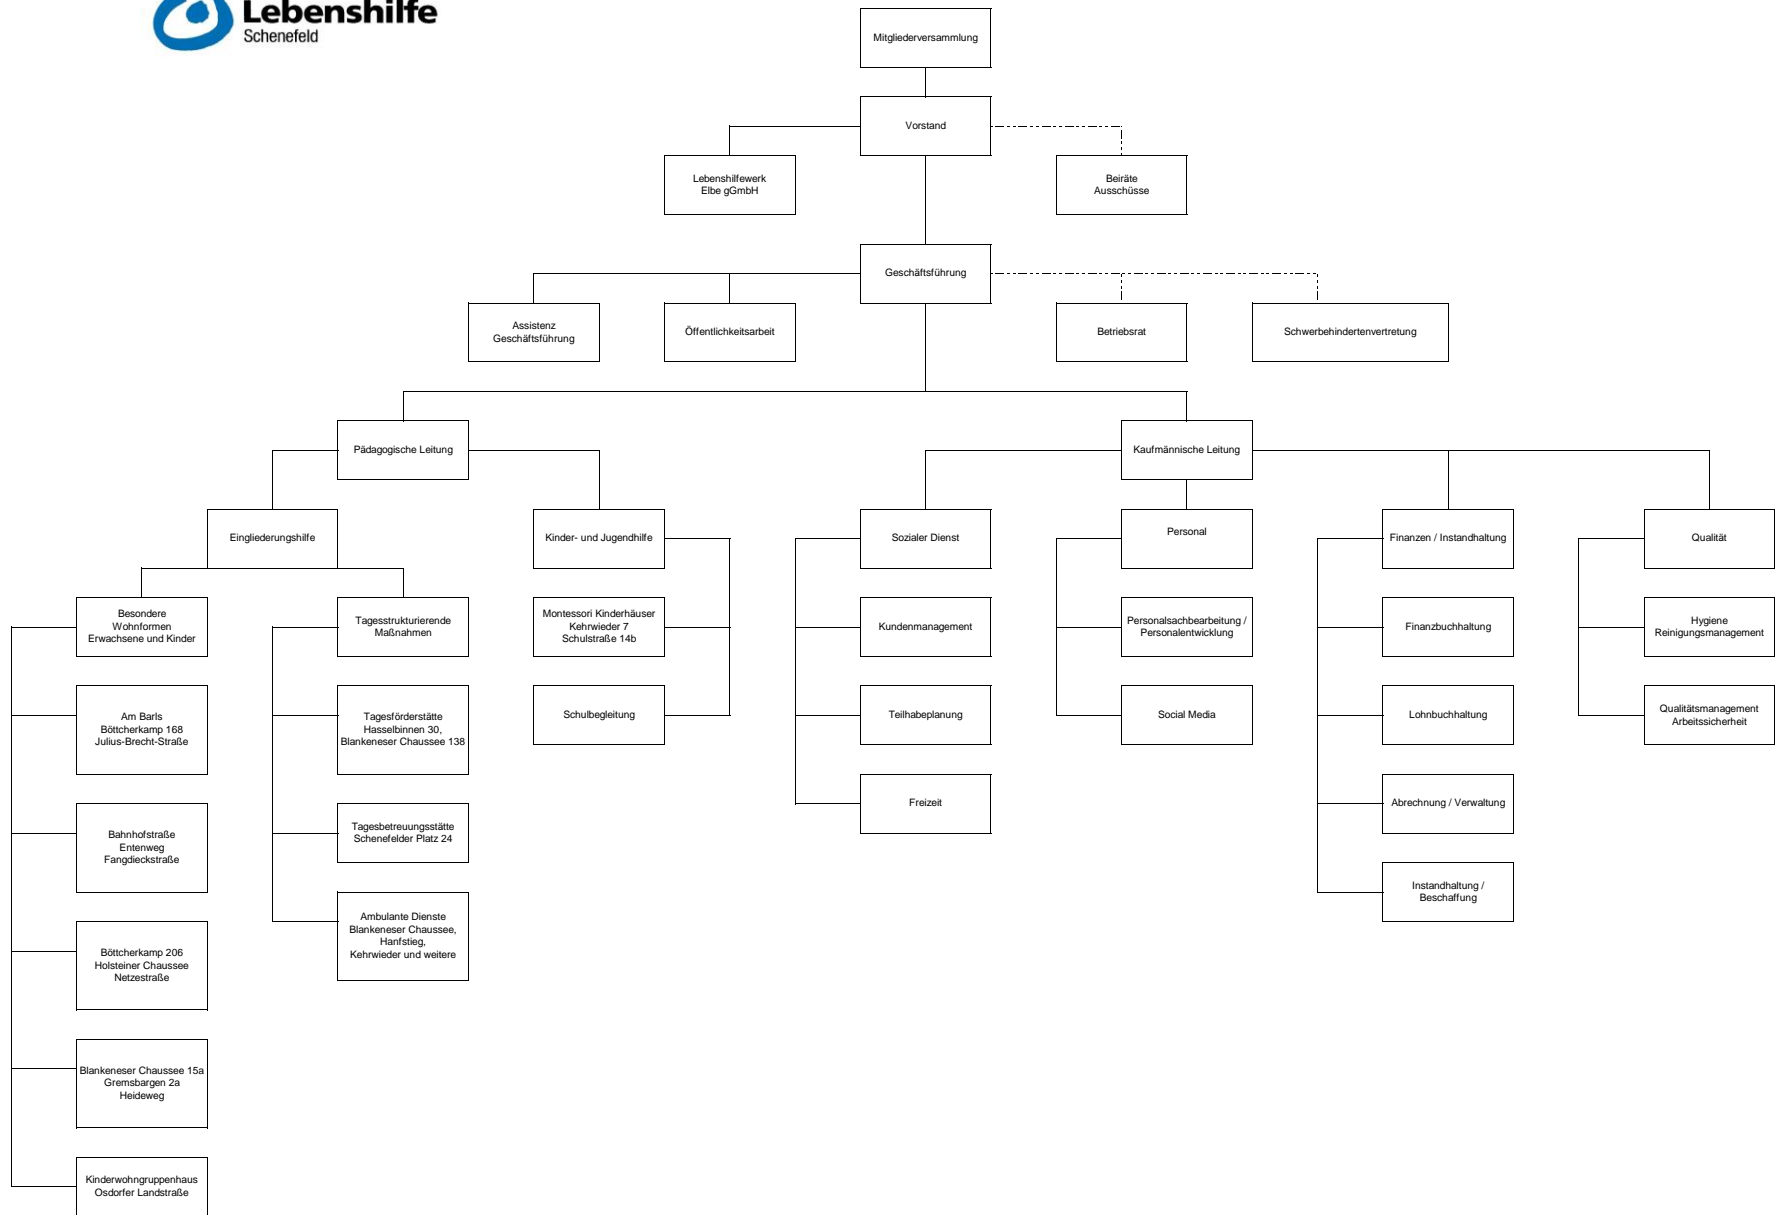 Lebenshilfe
Schenefeld
Mitgliederversammlung
Vorstand
Lebenshilfewerk
Elbe gGmbH
Beiräte
Ausschüsse
Geschäftsführung
Assistenz
Geschäftsführung
Öffentlichkeitsarbeit
Betriebsrat
Schwerbehindertenvertretung
Pädagogische Leitung
Kaufmännische Leitung
Eingliederungshilfe
Kinder- und Jugendhilfe
Sozialer Dienst
Personal
Finanzen / Instandhaltung
Qualität
Besondere
Wohnformen
Erwachsene und Kinder
Tagesstrukturierende
Maßnahmen
Montessori Kinderhäuser
Kehrwieder 7
Schulstraße 14b
Kundenmanagement
Personalsachbearbeitung /
Personalentwicklung
Finanzbuchhaltung
Hygiene
Reinigungsmanagement
Am Barls
Böttcherkamp 168
Julius-Brecht-Straße
Tagesförderstätte
Hasselbinnen 30,
Blankeneser Chaussee 138
Schulbegleitung
Teilhabeplanung
Social Media
Lohnbuchhaltung
Qualitätsmanagement
Arbeitssicherheit
Bahnhofstraße
Entenweg
Fangdieckstraße
Tagesbetreuungsstätte
Schenefelder Platz 24
Freizeit
Abrechnung / Verwaltung
Böttcherkamp 206
Holsteiner Chaussee
Netzestraße
Ambulante Dienste
Blankeneser Chaussee,
Hanfstieg,
Kehrwieder und weitere
Instandhaltung /
Beschaffung
Blankeneser Chaussee 15a
Gremsbargen 2a
Heideweg
Kinderwohngruppenhaus
Osdorfer Landstraße